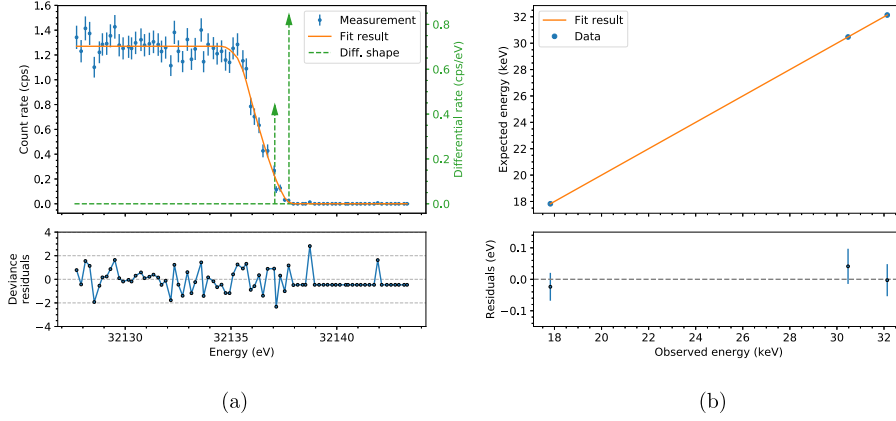 1.6
1.4
1.2
1.0
0.8
0.6
0.4
0.2
0.0
Count rate (cps)
Measurement
Fit result
Diff. shape
0.8
0.6
0.4
0.2
0.0
Differential rate (cps/eV)
4
2
0
−2
−4
Deviance
residuals
32130 32135 32140
Energy (eV)
(a)
32
30
28
26
24
22
20
18
Expected energy (keV)
Fit result
Data
0.1
0.0
−0.1
Residuals (eV)
18 20 22 24 26 28 30 32
Observed energy (keV)
(b)